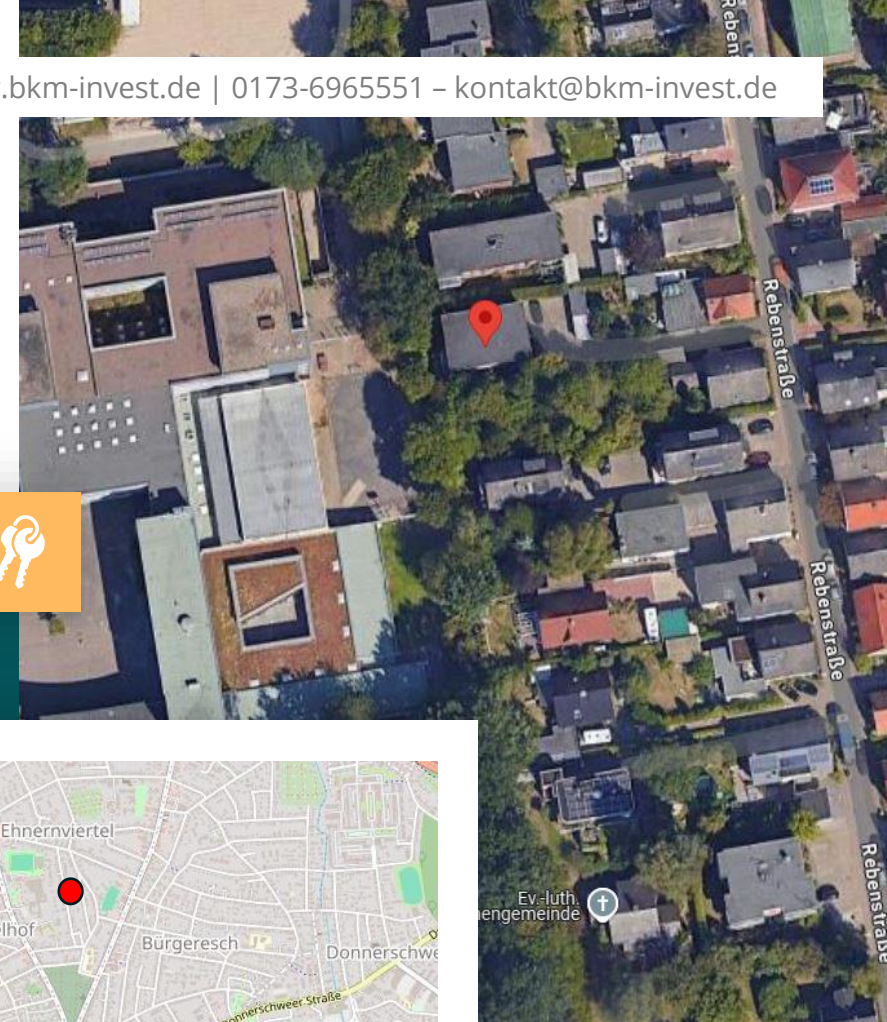 Rebens
.bkm-invest.de | 0173-6965551 – kontakt@bkm-invest.de
Rebenstraße
Rebenstraße
Rebenstraße
Ev.-luth.
engemeinde
Ehnernviertel
lhof
Bürgeresch
Donnerschwe
nnerschweer Straße